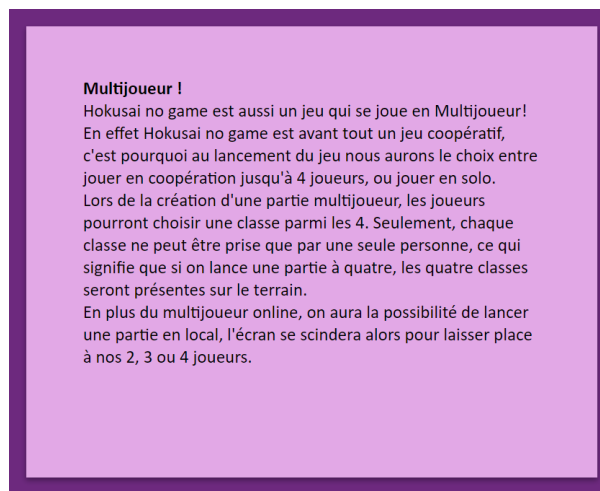 Multijoueur !
Hokusai no game est aussi un jeu qui se joue en Multijoueur!
En effet Hokusai no game est avant tout un jeu coopératif,
c'est pourquoi au lancement du jeu nous aurons le choix entre
jouer en coopération jusqu'à 4 joueurs, ou jouer en solo.
Lors de la création d'une partie multijoueur, les joueurs
pourront choisir une classe parmi les 4. Seulement, chaque
classe ne peut être prise que par une seule personne, ce qui
signifie que si on lance une partie à quatre, les quatre classes
seront présentes sur le terrain.
En plus du multijoueur online, on aura la possibilité de lancer
une partie en local, l'écran se scindera alors pour laisser place
à nos 2, 3 ou 4 joueurs.